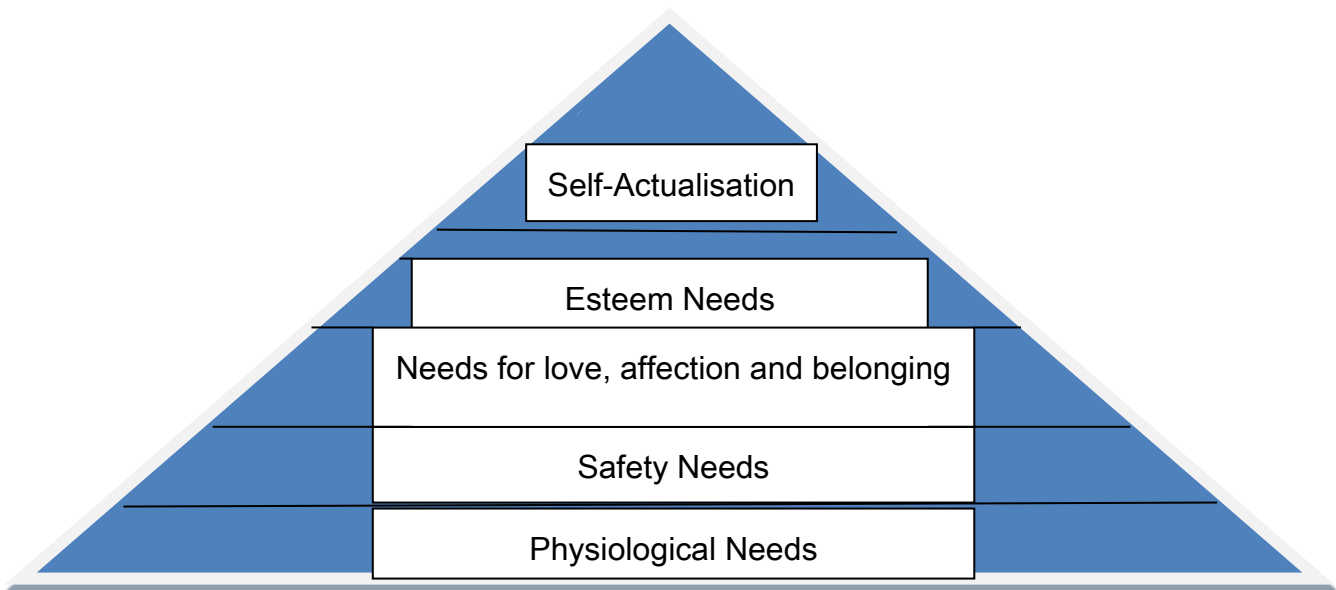 Self-Actualisation
Esteem Needs
Needs for love, affection and belonging
Safety Needs
Physiological Needs